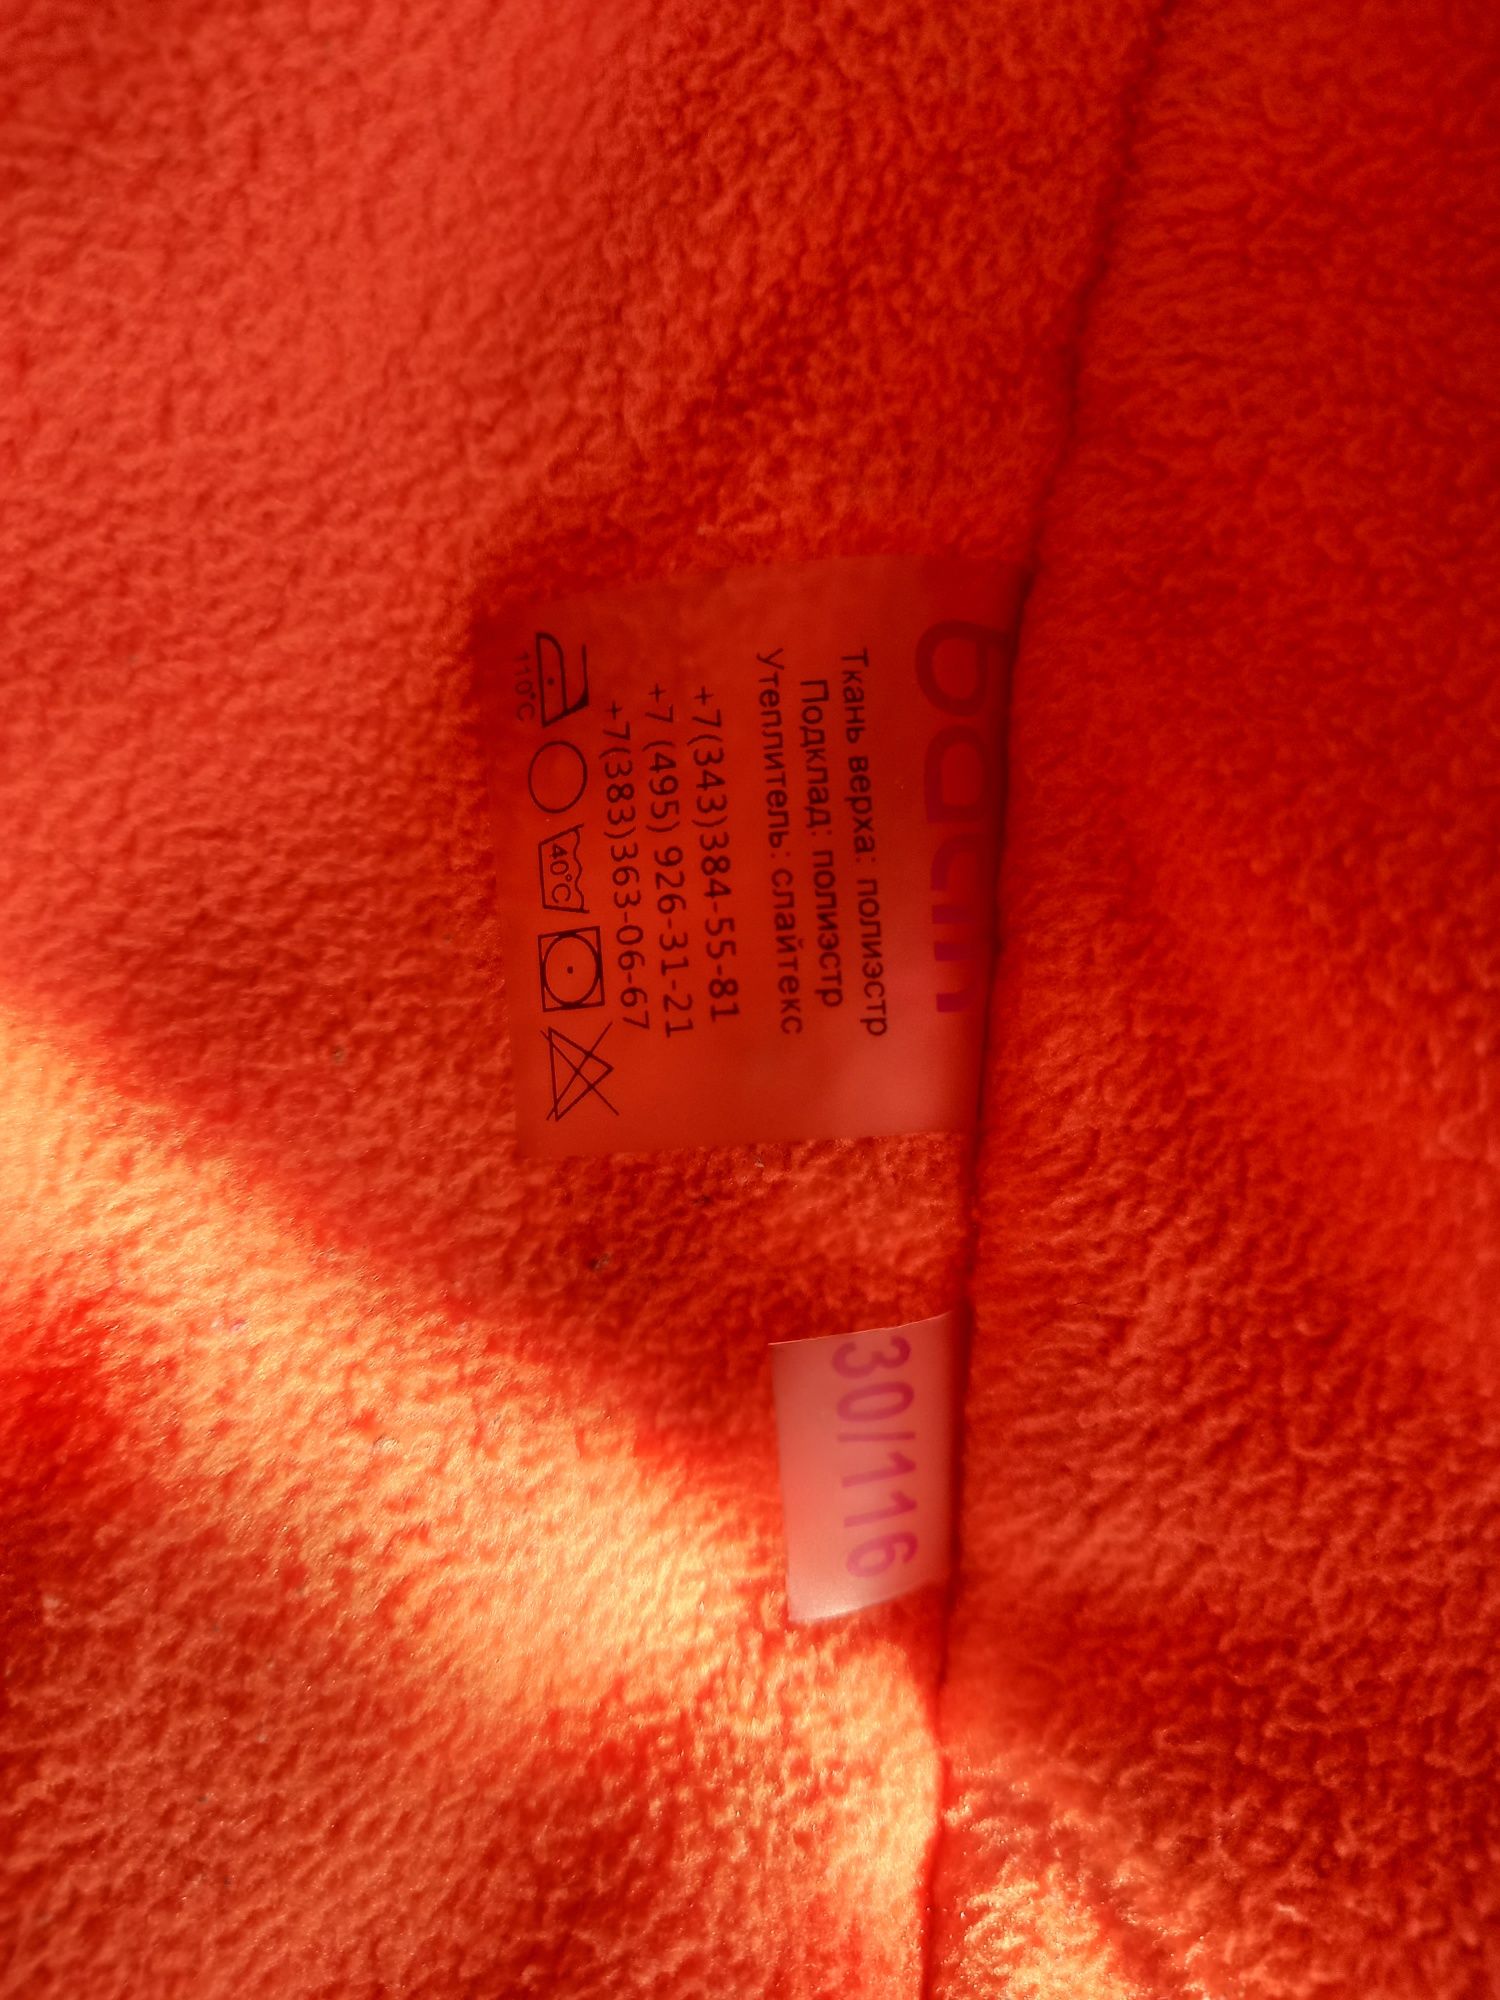 Ткань верха: полиэстр
Подклад: полиэстр
Утеплитель: слайтекс
+7(343)384-55-81
+7 (495) 926-31-21
+7(383)363-06-67
40°C
110°C
30/116